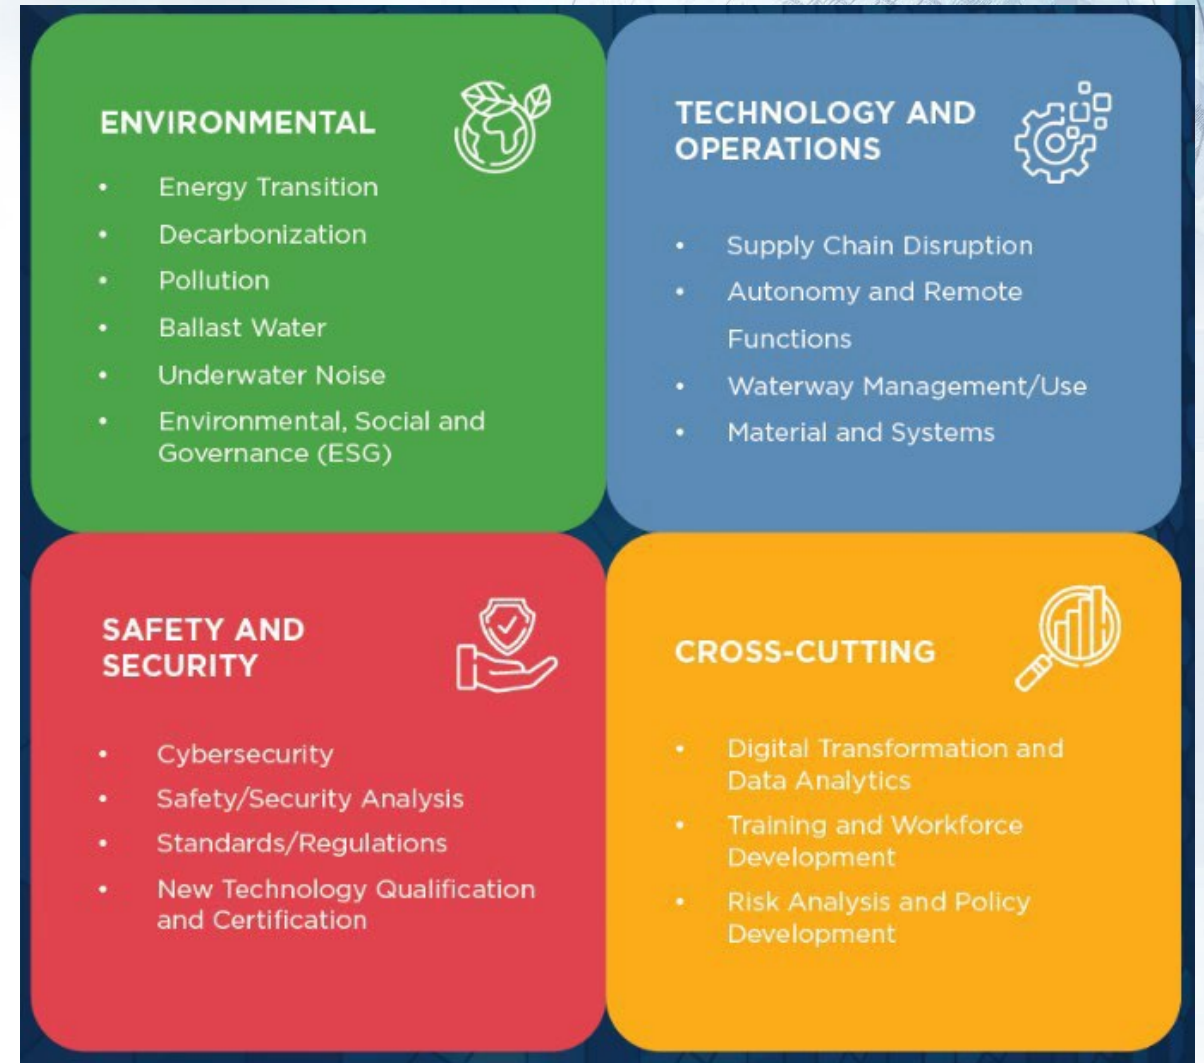 ENVIRONMENTAL
• Energy Transition
• Decarbonization
• Pollution
• Ballast Water
• Underwater Noise
• Environmental, Social and
Governance (ESG)
TECHNOLOGY AND
OPERATIONS
• Supply Chain Disruption
• Autonomy and Remote
Functions
• Waterway Management/Use
• Material and Systems
SAFETY AND
SECURITY
• Cybersecurity
• Safety/Security Analysis
• Standards/Regulations
• New Technology Qualification
and Certification
CROSS-CUTTING
• Digital Transformation and
Data Analytics
• Training and Workforce
Development
• Risk Analysis and Policy
Development